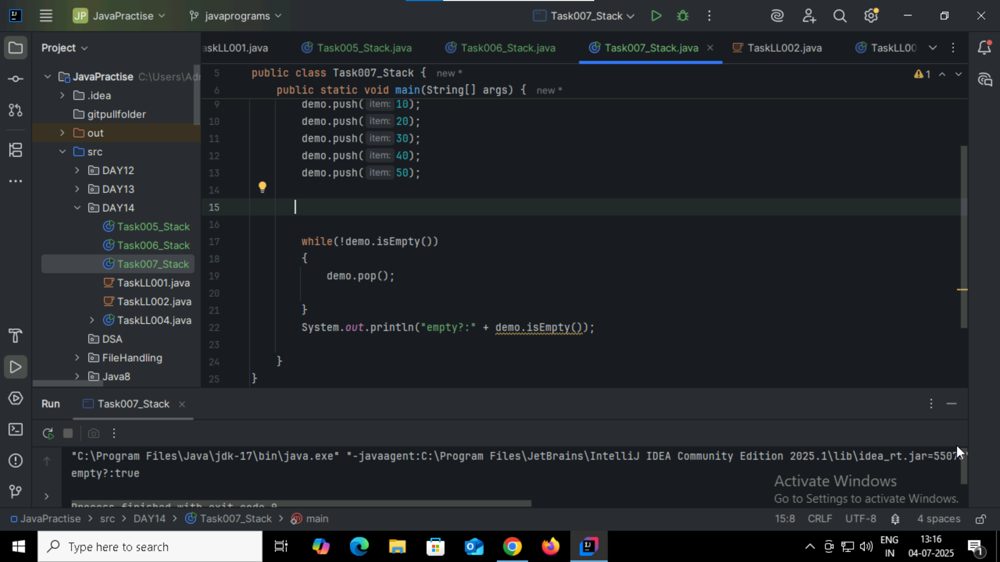 JP JavaPractise
javaprograms
Task007_Stack
Project
askLL001.java
Task005_Stack.java
Task006_Stack.java
Task007_Stack.java
TaskLL002.java
TaskLL00
JavaPractise C:\Users\Ad
.idea
gitpullfolder
out
src
DAY12
DAY13
DAY14
Task005_Stack
Task006_Stack
Task007_Stack
TaskLL001.java
TaskLL002.java
TaskLL004.java
DSA
FileHandling
Java8
5 public class Task007_Stack { new *
6 public static void main(String[] args) { new *
1
9 demo.push( item: 10);
10 demo.push( item: 20);
11 demo.push( item: 30);
12 demo.push( item: 40);
13 demo.push( item: 50);
14
15
16
17 while(!demo.isEmpty())
18 {
19 demo.pop();
20
21 }
22 System.out.println("empty?:" + demo.isEmpty());
23
24 }
25 }
Run Task007_Stack
"C:\Program Files\Java\jdk-17\bin\java.exe" "-javaagent:C:\Program Files\JetBrains\IntelliJ IDEA Community Edition 2025.1\lib\idea_rt.jar=5507
empty?:true
Process finished with exit code 0
Activate Windows
Go to Settings to activate Windows.
JavaPractise > src > DAY14 > Task007_Stack > main
15:8 CRLF UTF-8 4 spaces
Type here to search
ENG
IN
13:16
04-07-2025
1